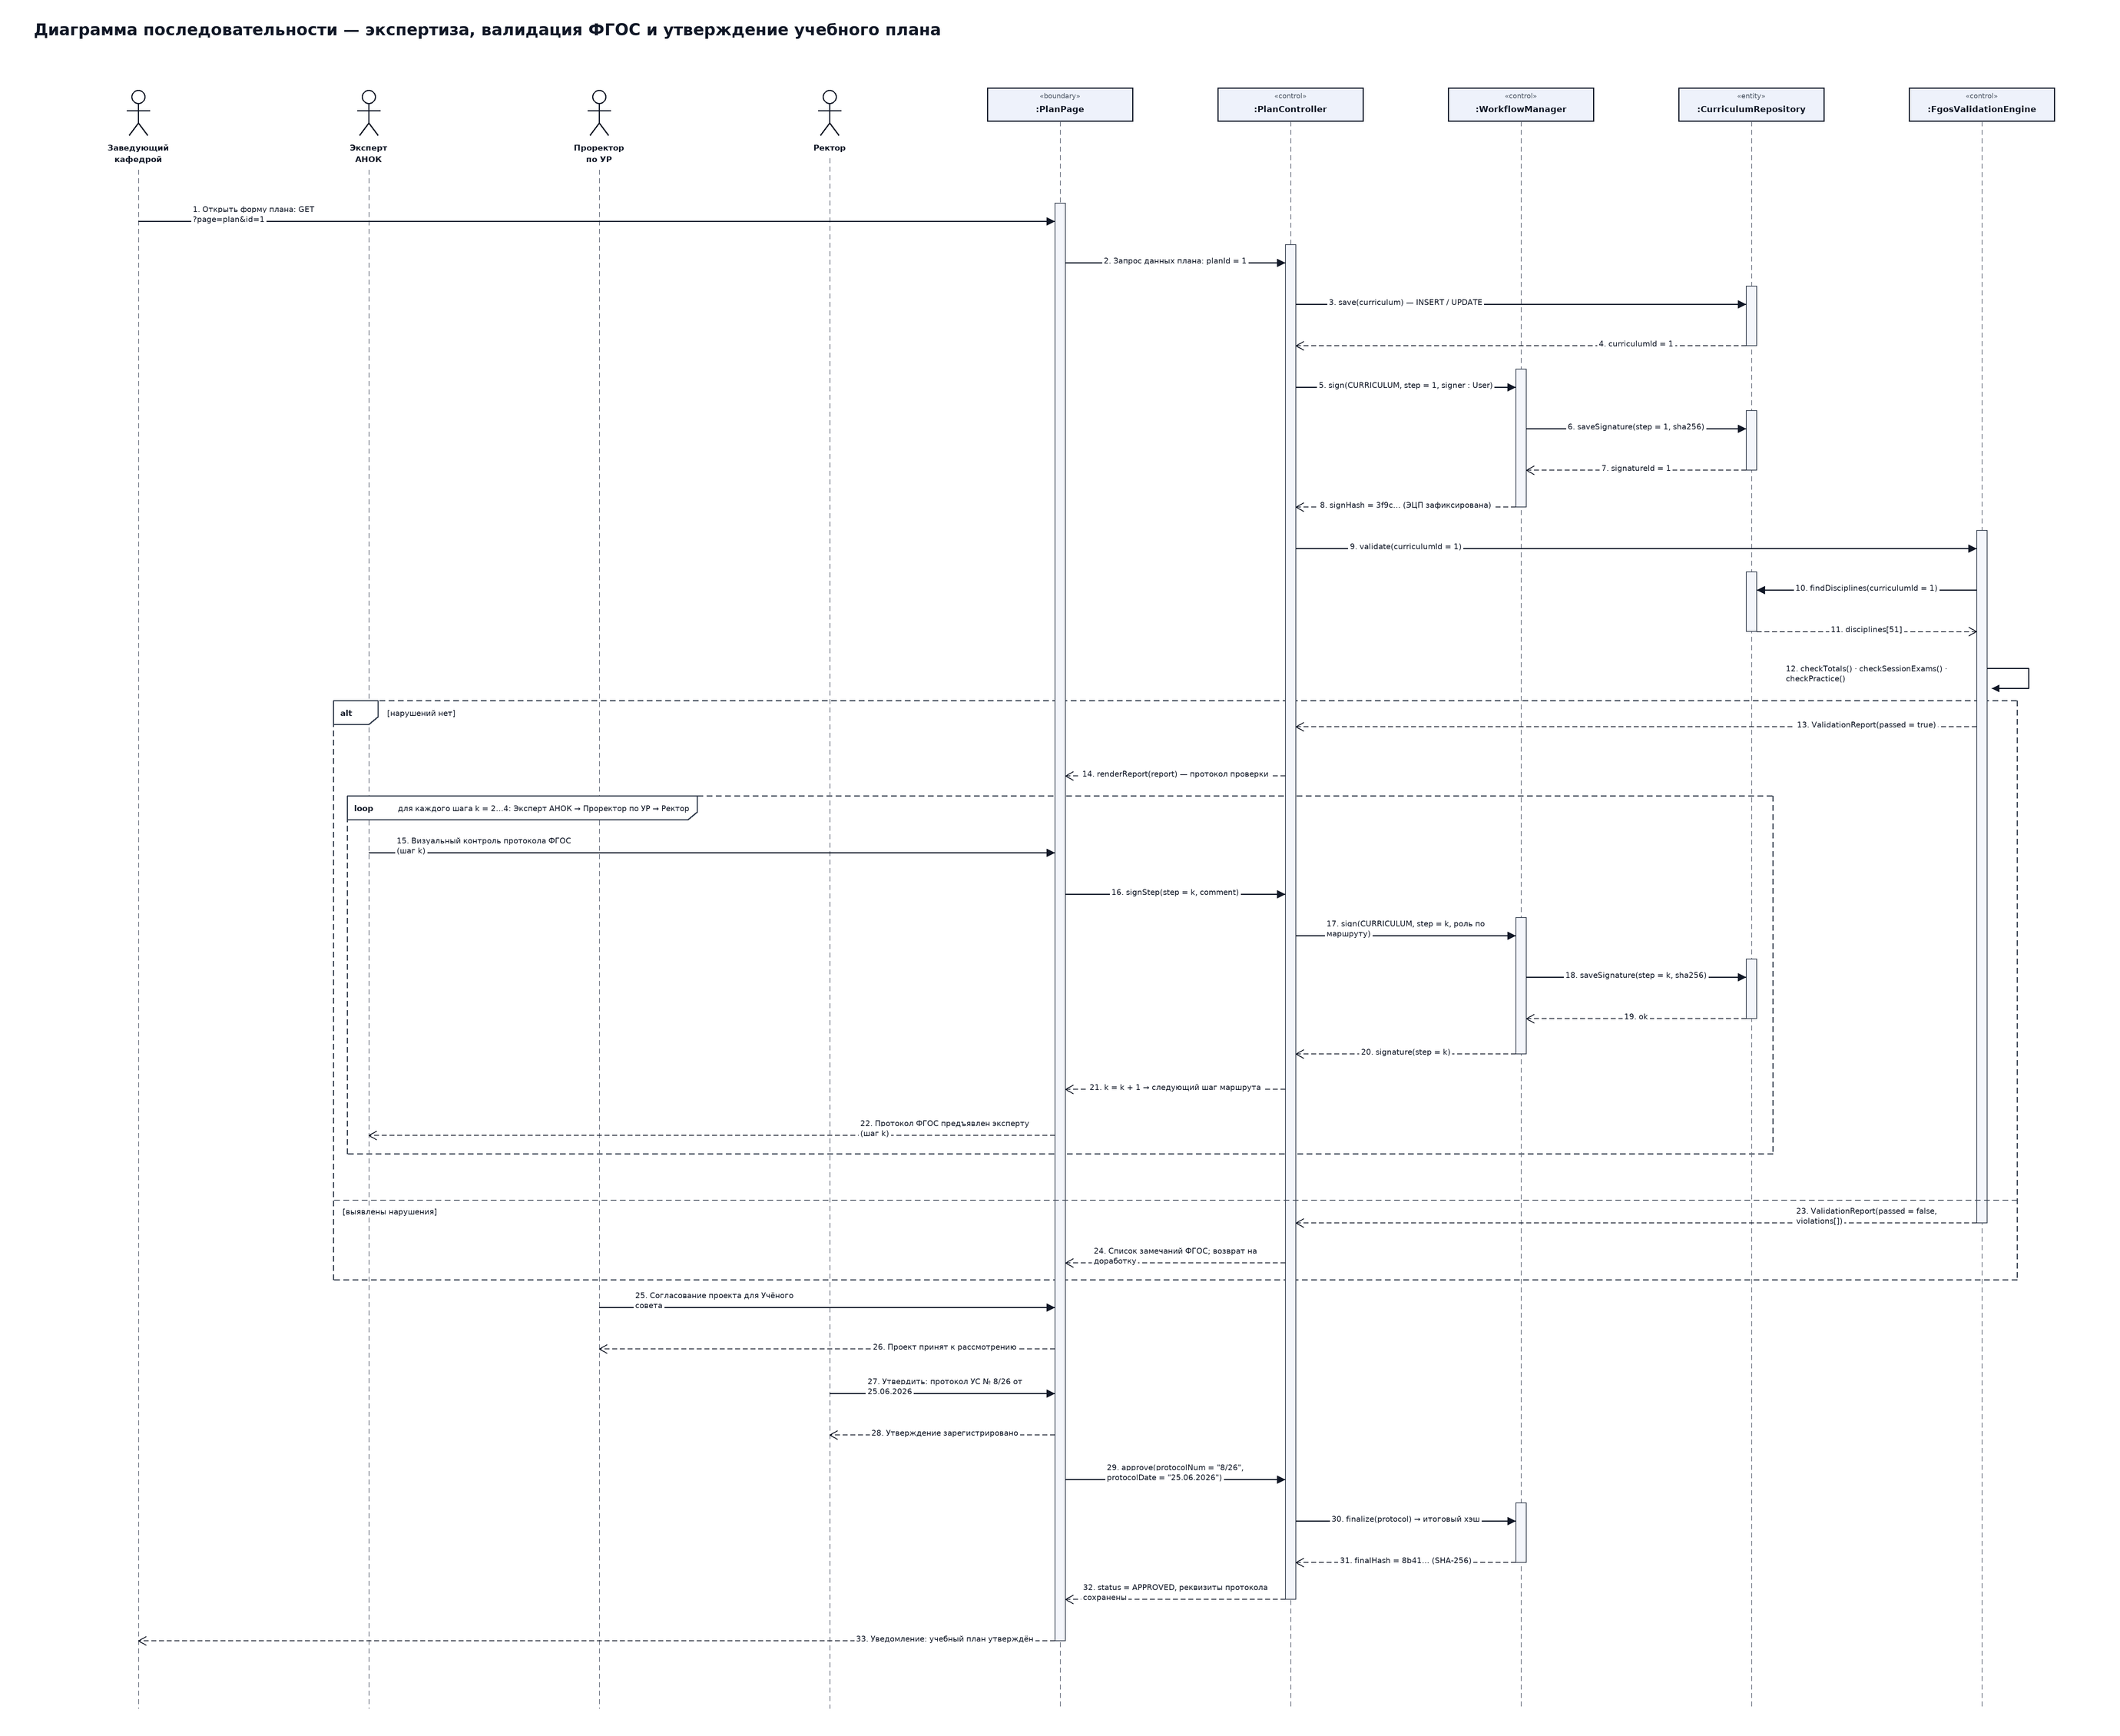 Диаграмма последовательности — экспертиза, валидация ФГОС и утверждение учебного плана
Заведующий
кафедрой
Эксперт
АНОК
Проректор
по УР
Ректор
«boundary»
:PlanPage
«control»
:PlanController
«control»
:WorkflowManager
«entity»
:CurriculumRepository
«control»
:FgosValidationEngine
1. Открыть форму плана: GET
?page=plan&id=1
2. Запрос данных плана: planId = 1
3. save(curriculum) — INSERT / UPDATE
4. curriculumId = 1
5. sign(CURRICULUM, step = 1, signer : User)
6. saveSignature(step = 1, sha256)
7. signatureId = 1
8. signHash = 3f9c... (ЭЦП зафиксирована)
9. validate(curriculumId = 1)
10. findDisciplines(curriculumId = 1)
11. disciplines[51]
12. checkTotals() · checkSessionExams() ·
checkPractice()
alt
[нарушений нет]
13. ValidationReport(passed = true)
14. renderReport(report) — протокол проверки
loop
для каждого шага k = 2...4: Эксперт АНОК → Проректор по УР → Ректор
15. Визуальный контроль протокола ФГОС
(шаг k)
16. signStep(step = k, comment)
17. sign(CURRICULUM, step = k, роль по
маршруту)
18. saveSignature(step = k, sha256)
19. ok
20. signature(step = k)
21. k = k + 1 → следующий шаг маршрута
22. Протокол ФГОС предъявлен эксперту
(шаг k)
[выявлены нарушения]
23. ValidationReport(passed = false,
violations[])
24. Список замечаний ФГОС; возврат на
доработку
25. Согласование проекта для Учёного
совета
26. Проект принят к рассмотрению
27. Утвердить: протокол УС № 8/26 от
25.06.2026
28. Утверждение зарегистрировано
29. approve(protocolNum = "8/26",
protocolDate = "25.06.2026")
30. finalize(protocol) → итоговый хэш
31. finalHash = 8b41... (SHA-256)
32. status = APPROVED, реквизиты протокола
сохранены
33. Уведомление: учебный план утверждён